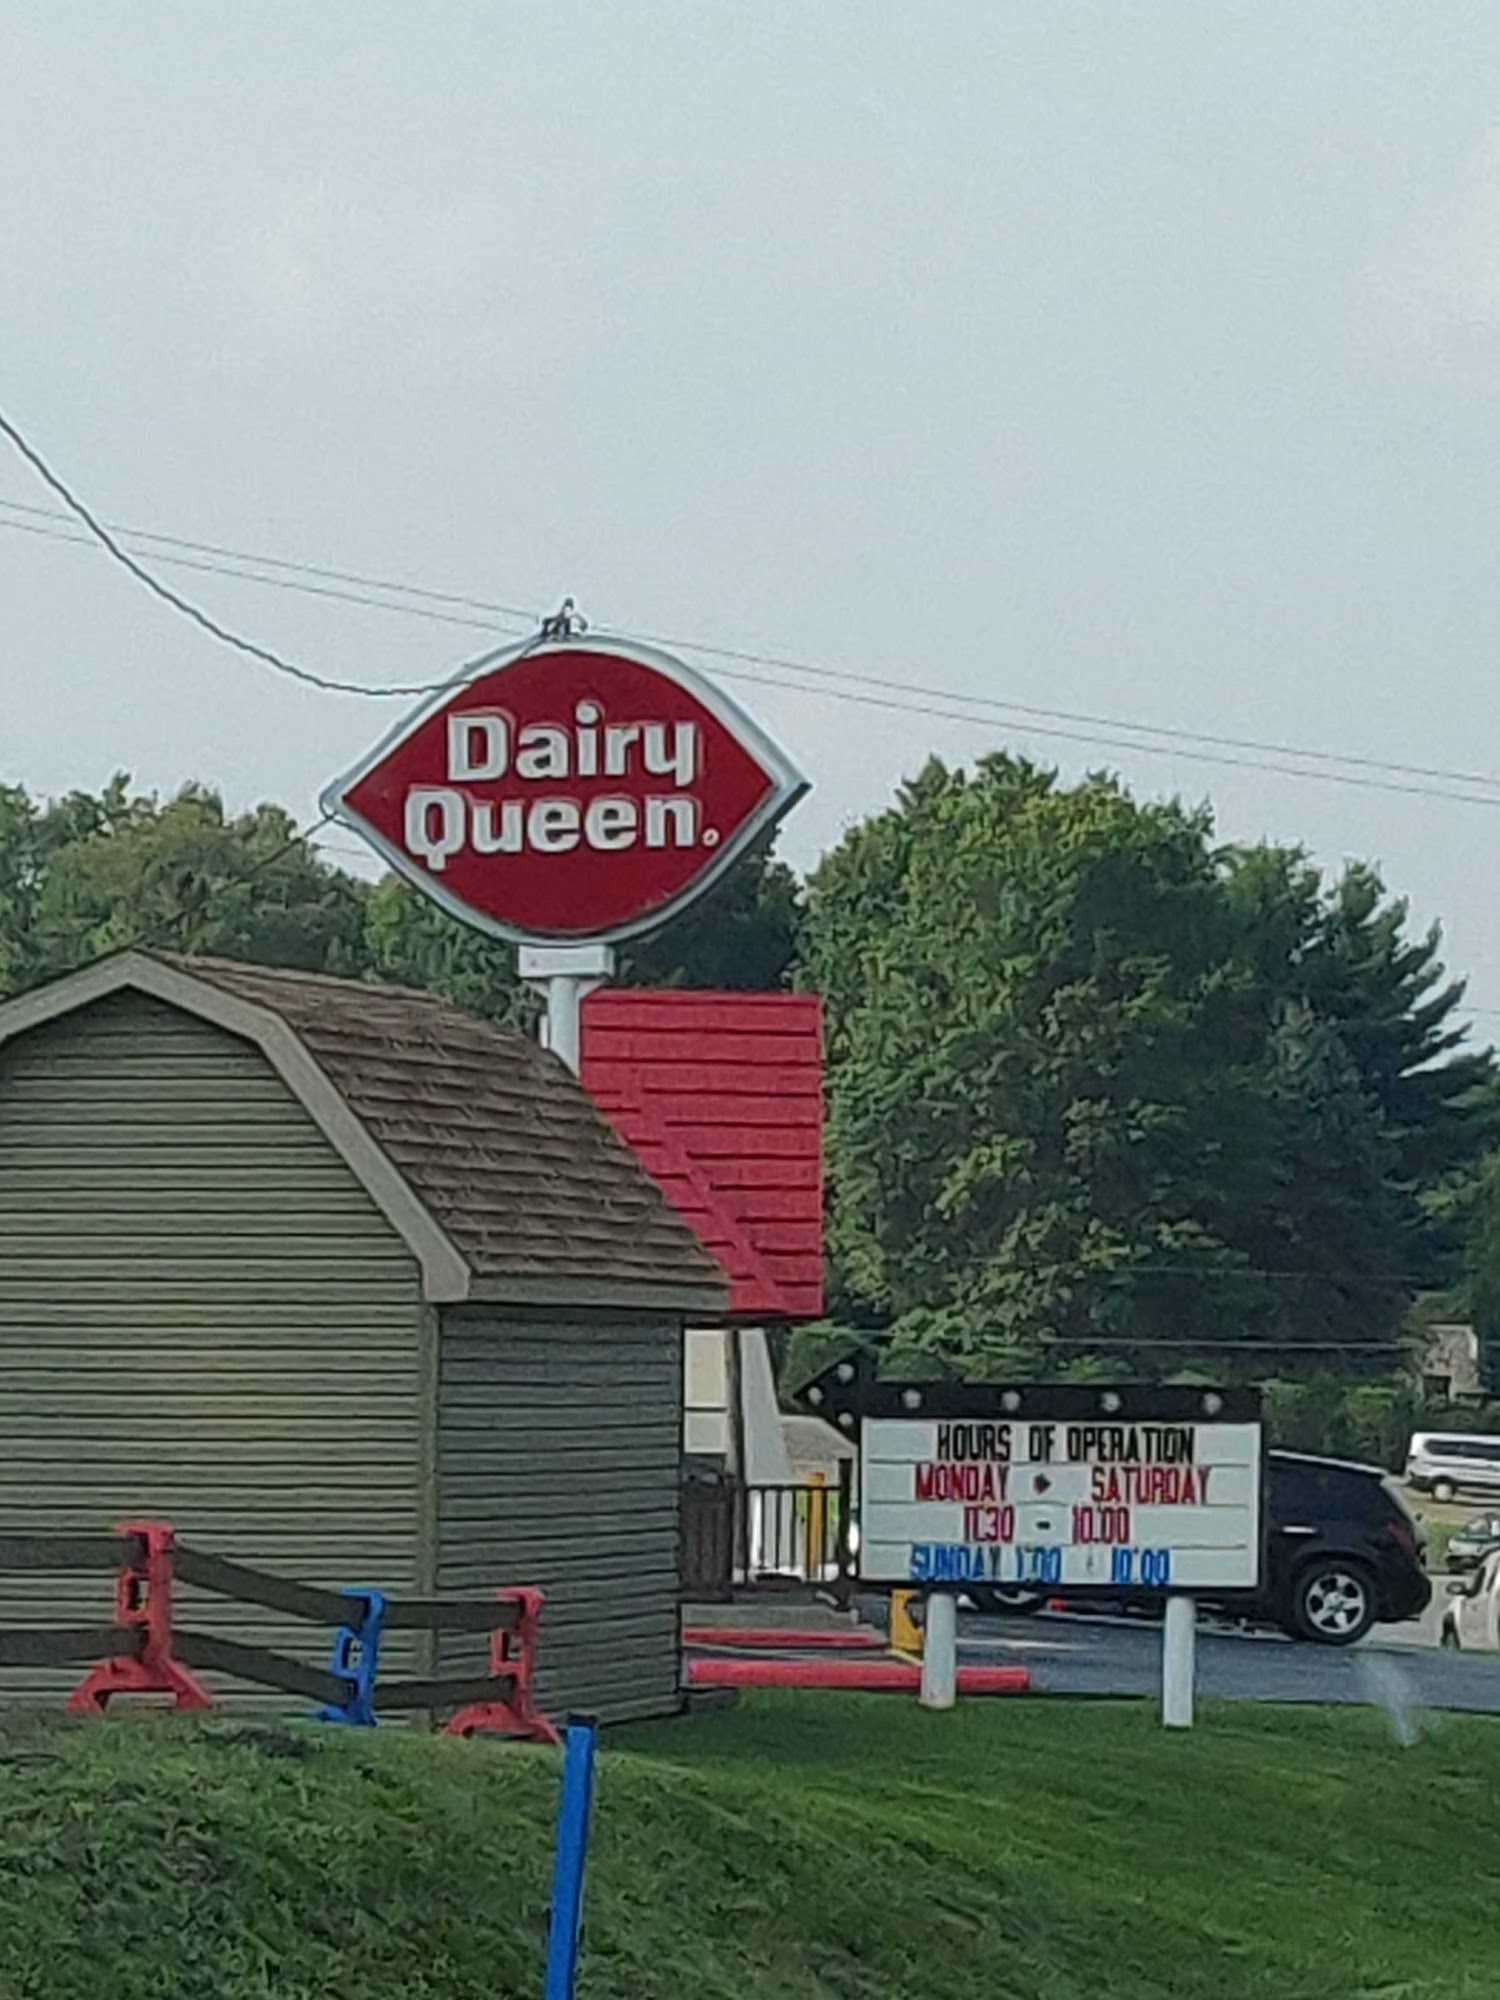 Dairy
Queen.
HOURS OF OPERATION
MONDAY - SATURDAY
11:30 - 10:00
SUNDAY 1:00 - 10:00